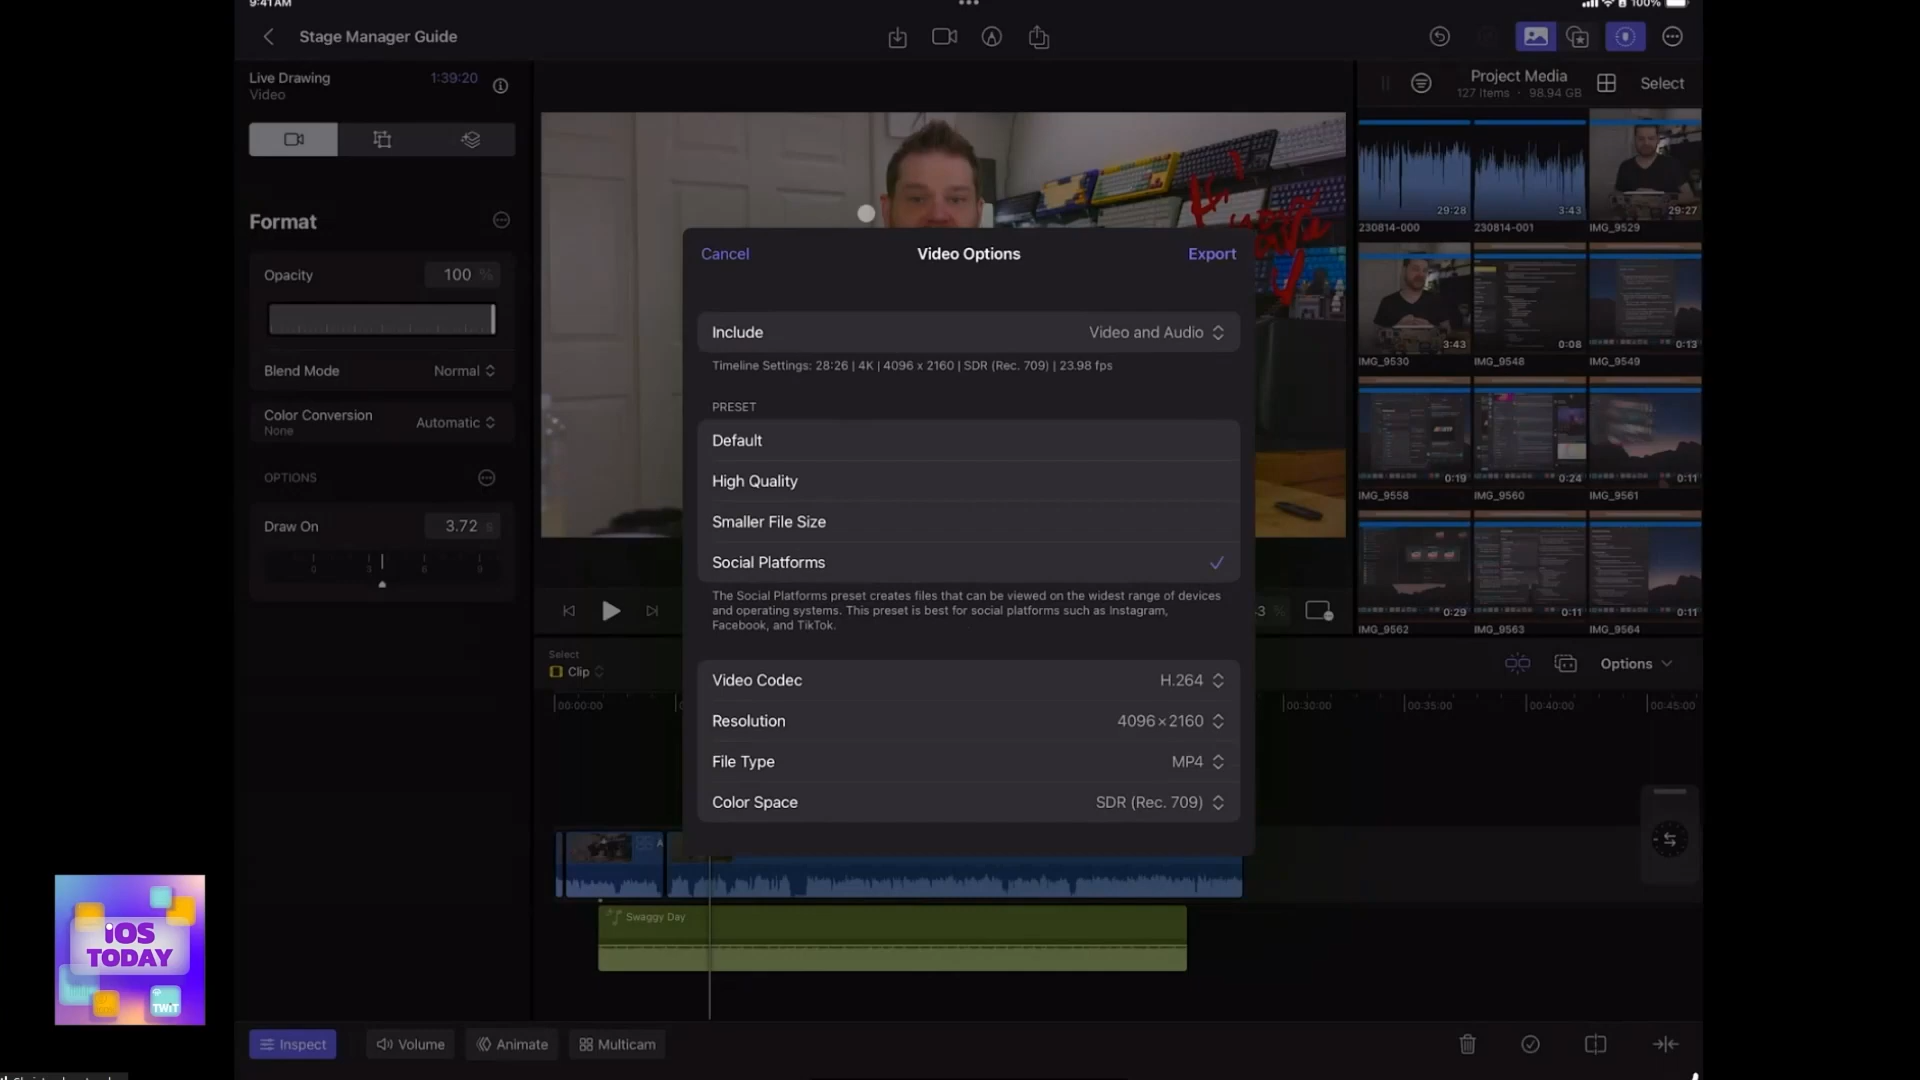 9:41AM
100%
Stage Manager Guide
Live Drawing
1:39:20
Video
Format
Opacity
100 %
Blend Mode
Normal
Color Conversion
None
Automatic
OPTIONS
Draw On
3.72 s
0
3
6
9
Project Media
127 Items · 98.94 GB
Select
29:28
3:43
29:27
230814-000
230814-001
IMG_9529
3:43
0:08
0:13
IMG_9530
IMG_9548
IMG_9549
0:19
0:24
0:11
IMG_9558
IMG_9560
IMG_9561
0:29
0:11
0:11
IMG_9562
IMG_9563
IMG_9564
Cancel
Video Options
Export
Include
Video and Audio
Timeline Settings: 28:26 | 4K | 4096 x 2160 | SDR (Rec. 709) | 23.98 fps
PRESET
Default
High Quality
Smaller File Size
Social Platforms
The Social Platforms preset creates files that can be viewed on the widest range of devices
and operating systems. This preset is best for social platforms such as Instagram,
Facebook, and TikTok.
Video Codec
H.264
Resolution
4096×2160
File Type
MP4
Color Space
SDR (Rec. 709)
3 %
Select
Clip
Options
00:00:00
00:30:00
00:35:00
00:40:00
00:45:00
Swaggy Day
iOS
TODAY
TWiT
Inspect
Volume
Animate
Multicam